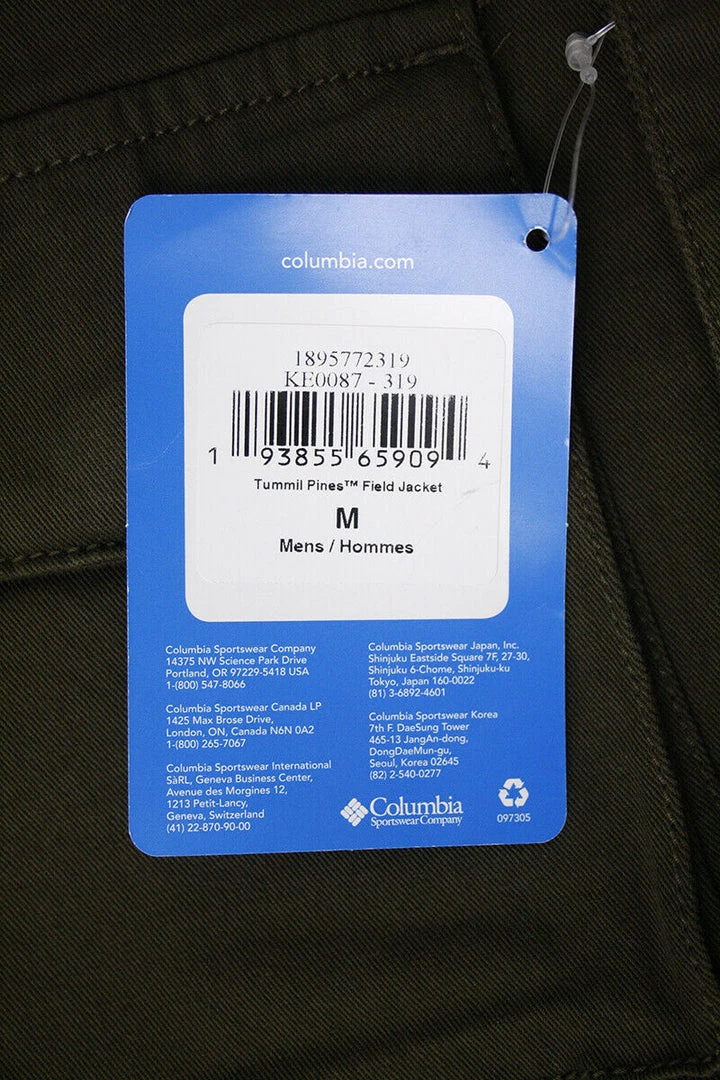 columbia.com
1895772319
KE0087 - 319
1 93855 65909 4
Tummil Pines™ Field Jacket
M
Mens / Hommes
Columbia Sportswear Company
14375 NW Science Park Drive
Portland, OR 97229-5418 USA
1-(800) 547-8066
Columbia Sportswear Canada LP
1425 Max Brose Drive,
London, ON, Canada N6N 0A2
1-(800) 265-7067
Columbia Sportswear International
SàRL, Geneva Business Center,
Avenue des Morgines 12,
1213 Petit-Lancy,
Geneva, Switzerland
(41) 22-870-90-00
Columbia Sportswear Japan, Inc.
Shinjuku Eastside Square 7F, 27-30,
Shinjuku 6-Chome, Shinjuku-ku
Tokyo, Japan 160-0022
(81) 3-6892-4601
Columbia Sportswear Korea
7th F. DaeSung Tower
465-13 JangAn-dong,
DongDaeMun-gu,
Seoul, Korea 02645
(82) 2-540-0277
Columbia
Sportswear Company
097305